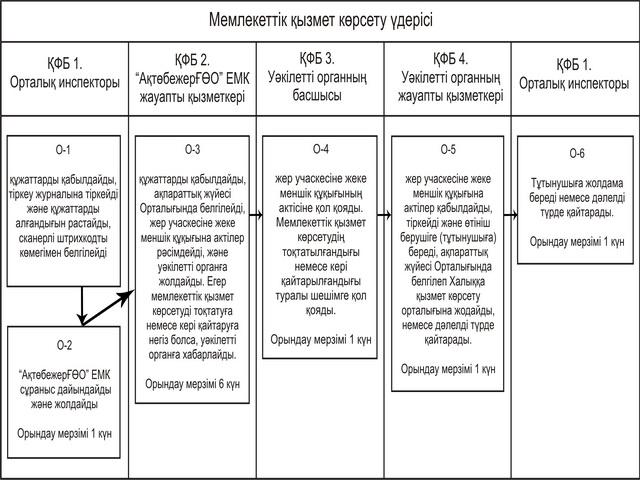 Мемлекеттік қызмет көрсету үдерісі
ҚФБ 1.
Орталық инспекторы
ҚФБ 2.
“АқтөбежерҒӨО” ЕМК
жауапты қызметкері
ҚФБ 3.
Уәкілетті органның
басшысы
ҚФБ 4.
Уәкілетті органның
жауапты қызметкері
ҚФБ 1.
Орталық инспекторы
О-1
құжаттарды қабылдайды,
тіркеу журналына тіркейді
және құжаттарды
алғандығын растайды,
сканерлі штрихкодты
көмегімен белгілейді
О-2
“АқтөбежерҒӨО” ЕМК
сұраныс дайындайды
және жолдайды
Орындау мерзімі 1 күн
О-3
құжаттарды қабылдайды,
ақпараттық жүйесі
Орталығында белгілейді,
жер учаскесіне жеке
меншік құқығына актілер
рәсімдейді, және
уәкілетті органға
жолдайды. Егер
мемлекеттік қызмет
көрсетуді тоқтатуға
немесе кері қайтаруға
негіз болса, уәкілетті
органға хабарлайды.
Орындау мерзімі 6 күн
О-4
жер учаскесіне жеке
меншік құқығының
актісіне қол қояды.
Мемлекеттік қызмет
көрсетудің
тоқтатылғандығы
немесе кері
қайтарылғандығы
туралы шешімге қол
қояды.
Орындау мерзімі 1 күн
О-5
жер учаскесіне жеке
меншік құқығына
актілер қабылдайды,
тіркейді және өтініш
берушіге (тұтынушыға)
береді, ақпараттық
жүйесі Орталығында
белгілеп Халыққа
қызмет көрсету
орталығына жодайды,
немесе дәлелді түрде
қайтарады.
Орындау мерзімі 1 күн
О-6
Тұтынушыға жолдама
береді немесе дәлелді
түрде қайтарады.
Орындау мерзімі 1 күн